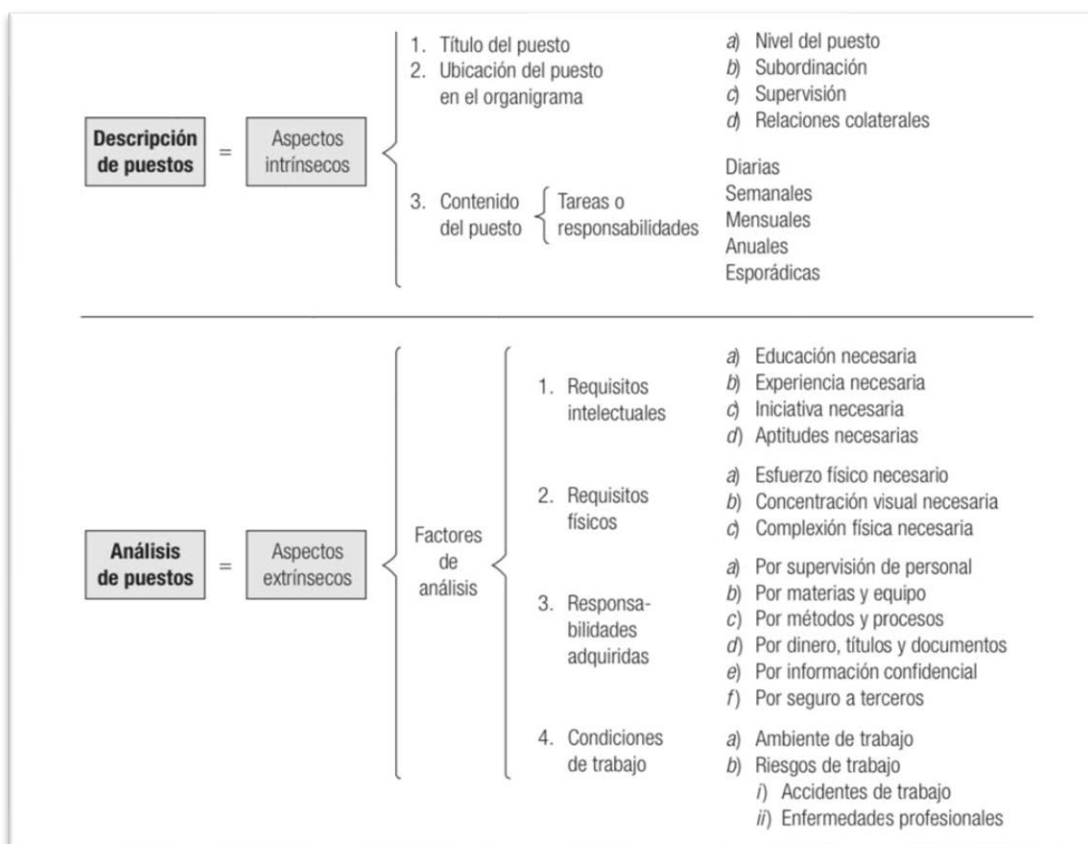 Descripción
de puestos
=
Aspectos
intrínsecos
1. Título del puesto
2. Ubicación del puesto
en el organigrama
a) Nivel del puesto
b) Subordinación
c) Supervisión
d) Relaciones colaterales
3. Contenido
del puesto
Tareas o
responsabilidades
Diarias
Semanales
Mensuales
Anuales
Esporádicas
Análisis
de puestos
=
Aspectos
extrínsecos
Factores
de
análisis
1. Requisitos
intelectuales
a) Educación necesaria
b) Experiencia necesaria
c) Iniciativa necesaria
d) Aptitudes necesarias
2. Requisitos
físicos
a) Esfuerzo físico necesario
b) Concentración visual necesaria
c) Complexión física necesaria
3. Responsa-
bilidades
adquiridas
a) Por supervisión de personal
b) Por materias y equipo
c) Por métodos y procesos
d) Por dinero, títulos y documentos
e) Por información confidencial
f) Por seguro a terceros
4. Condiciones
de trabajo
a) Ambiente de trabajo
b) Riesgos de trabajo
i) Accidentes de trabajo
ii) Enfermedades profesionales